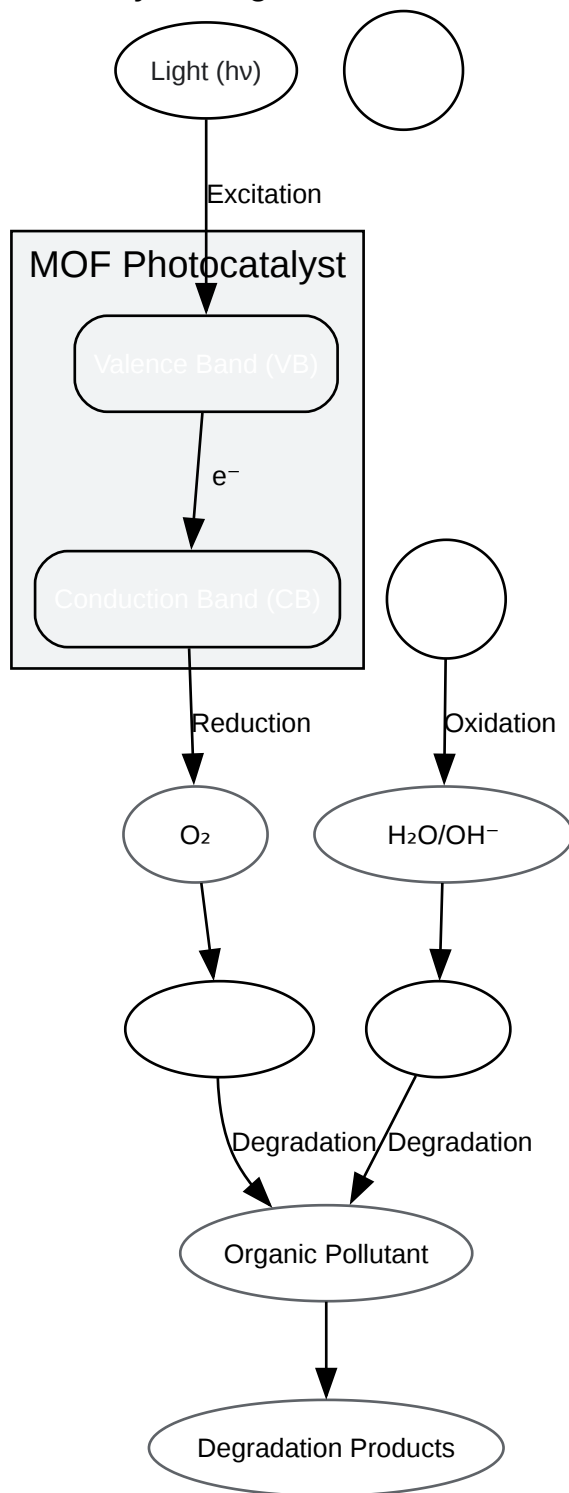 Light (hν)
Excitation
MOF Photocatalyst
Valence Band (VB)
e⁻
Conduction Band (CB)
Reduction
Oxidation
O₂
H₂O/OH⁻
Degradation
Degradation
Organic Pollutant
Degradation Products